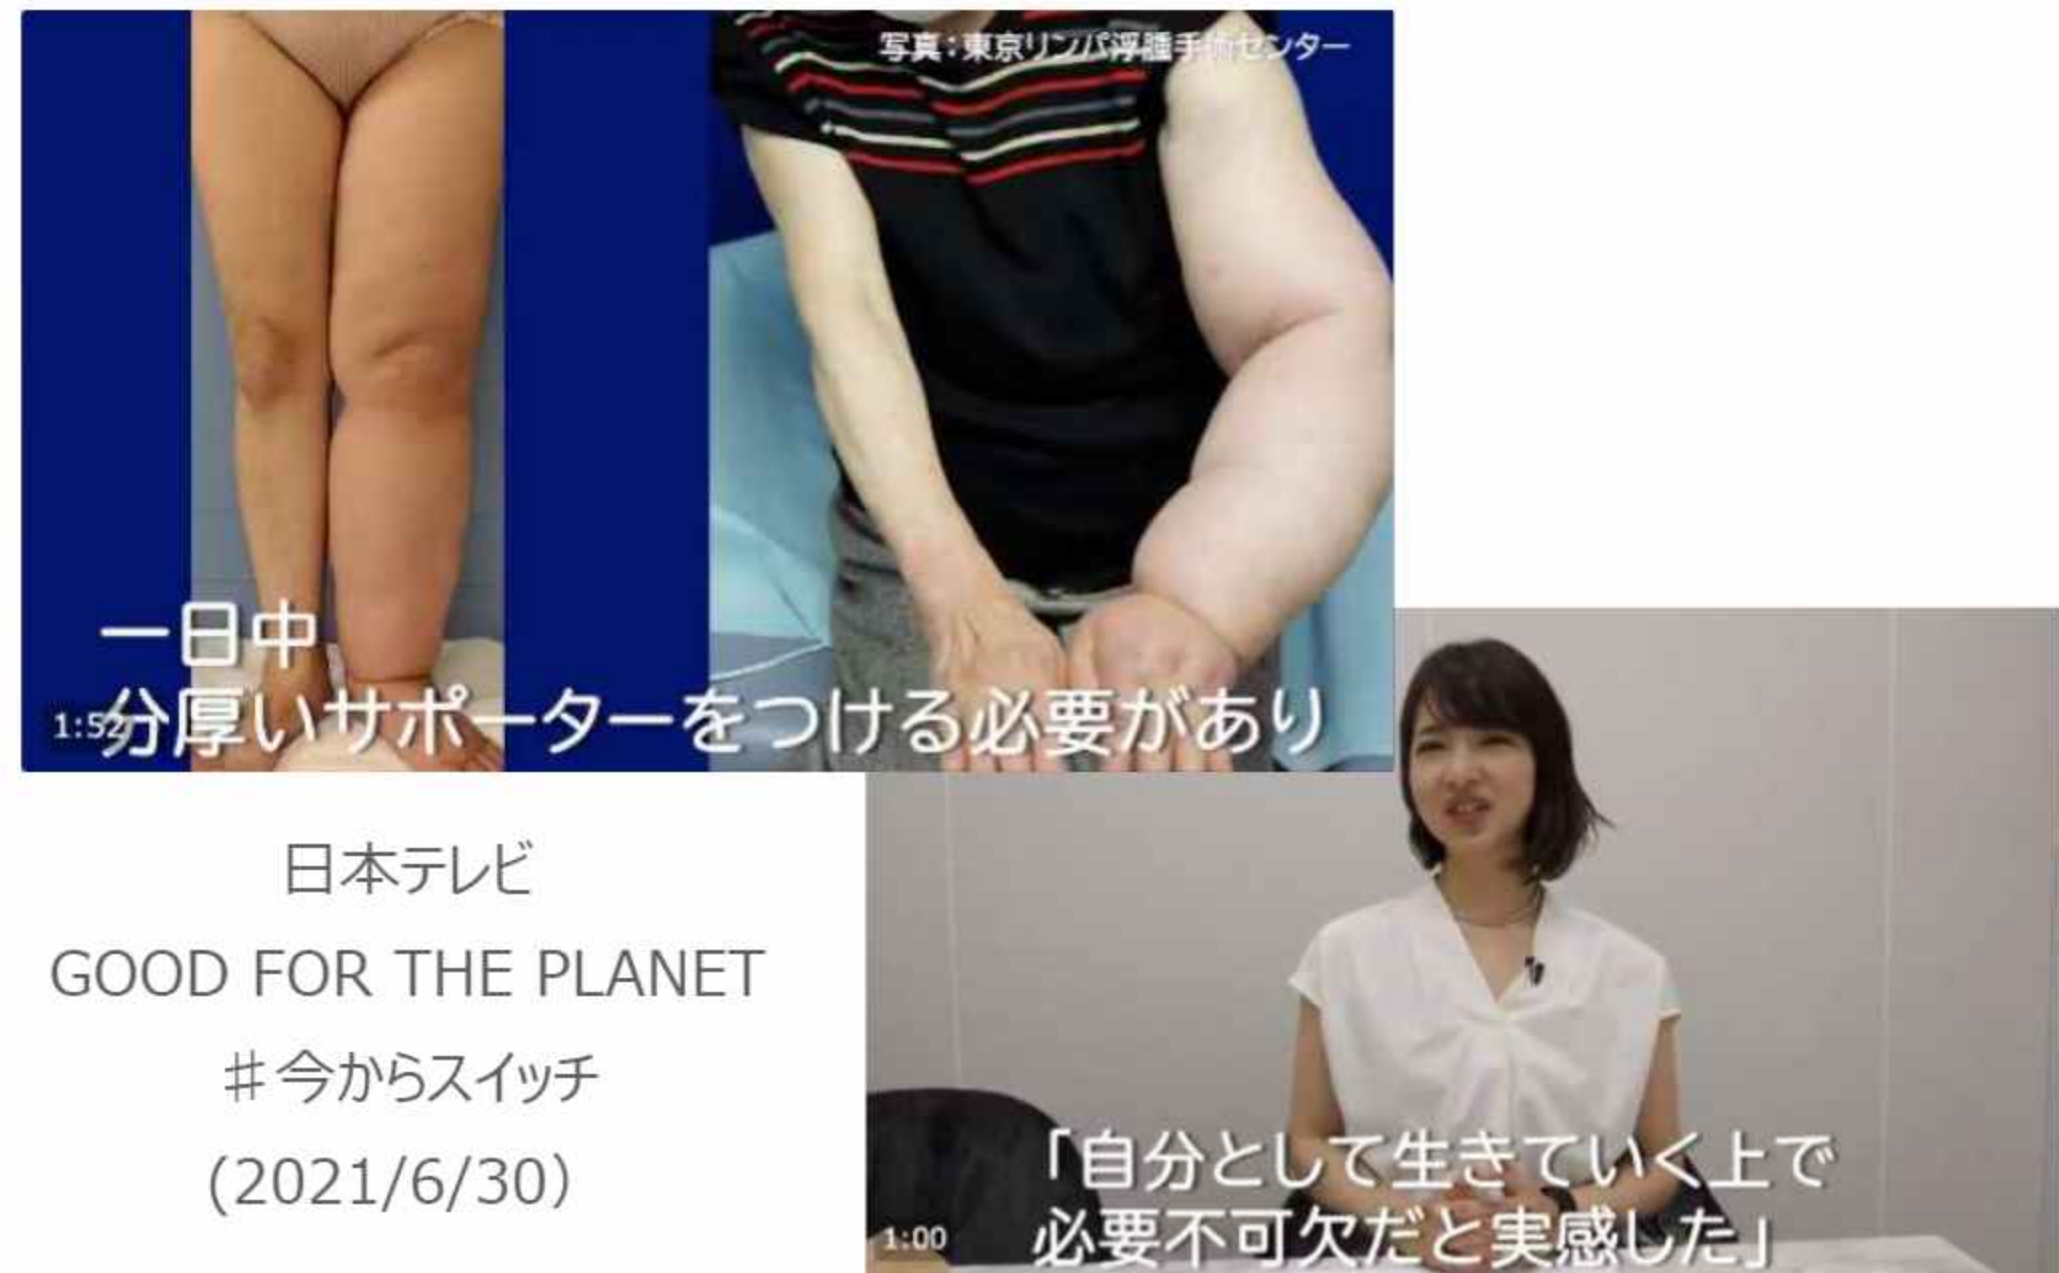 写真：東京リンパ浮腫手術センター
一日中
分厚いサポーターをつける必要があり
1:52
日本テレビ
GOOD FOR THE PLANET
＃今からスイッチ
(2021/6/30）
「自分として生きていく上で
必要不可欠だと実感した」
1:00